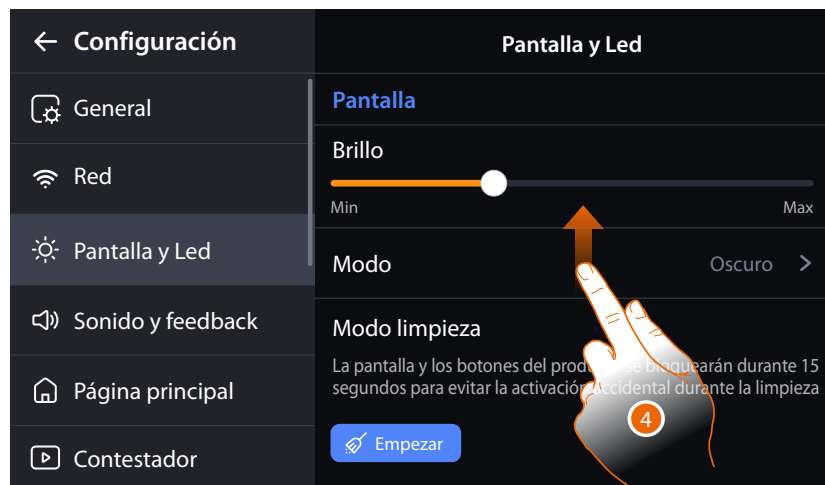 Configuración
General
Red
Pantalla y Led
Sonido y feedback
Página principal
Contestador
Pantalla y Led
Pantalla
Brillo
Min Max
Modo Oscuro
Modo limpieza
La pantalla y los botones del se bloquearán durante 15
segundos para evitar la activación accidental durante la limpieza
4
Empezar